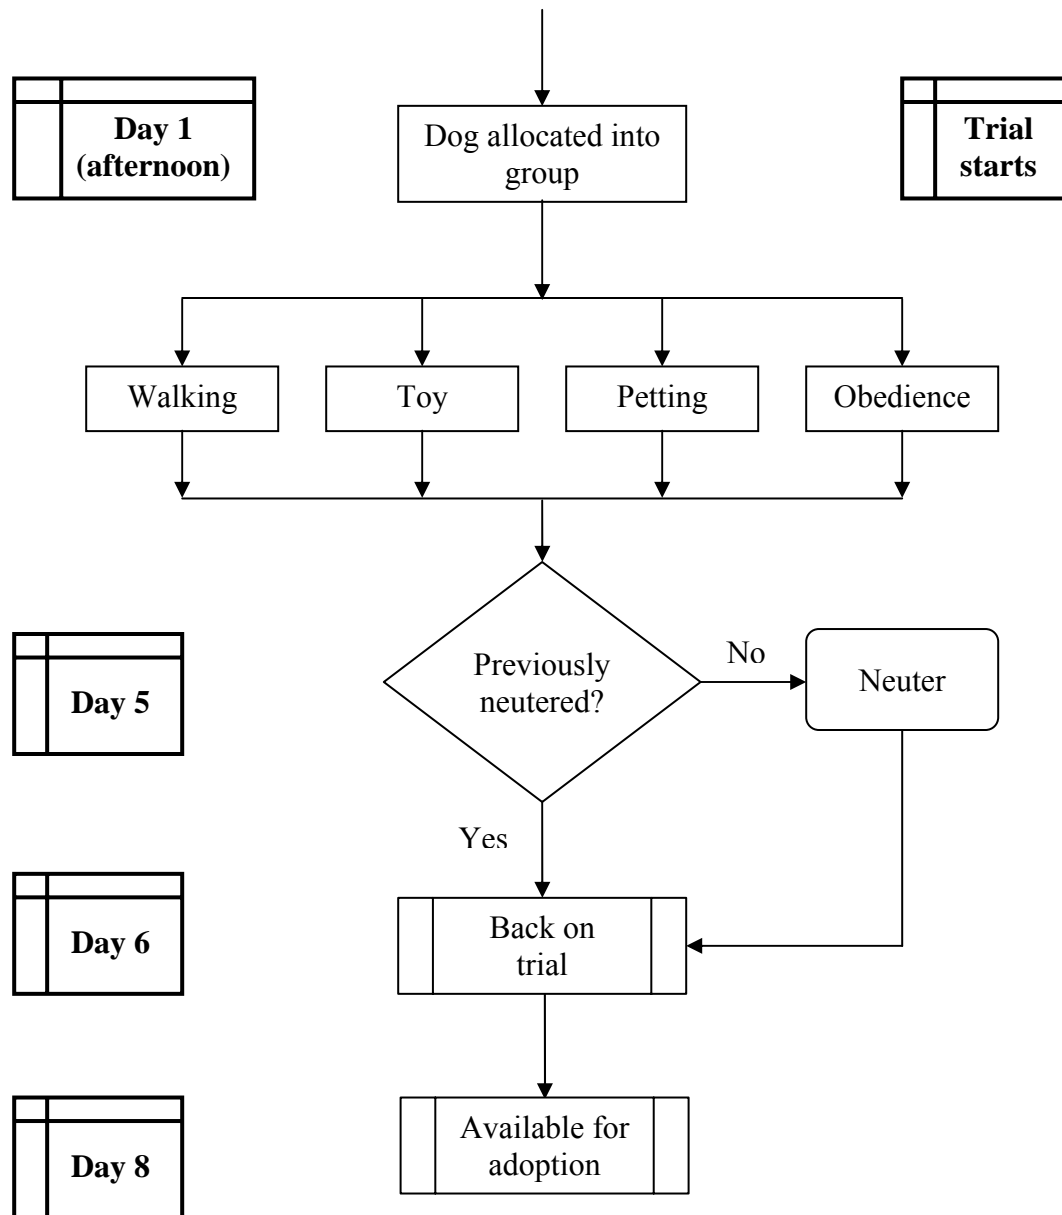 Day 1
(afternoon)
Dog allocated into
group
Trial
starts
Walking
Toy
Petting
Obedience
Day 5
Previously
neutered?
No
Neuter
Yes
Day 6
Back on
trial
Day 8
Available for
adoption